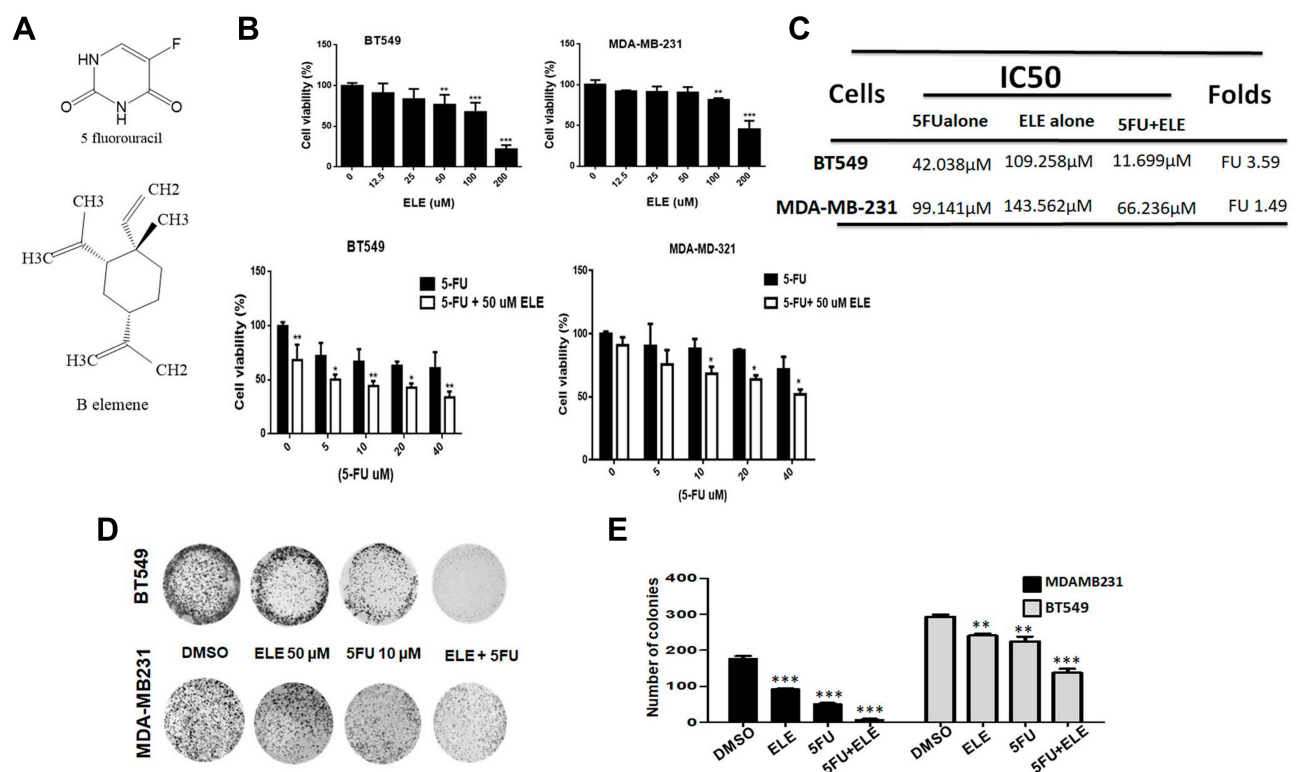 A
F
HN
O
N
H
O
5 fluorouracil
CH2
CH3
CH3
H3C
H3C
CH2
B elemene
B
BT549
Cell viability (%)
150
100
50
0
0 12.5 25 50 100 200
** *** ***
ELE (uM)
MDA-MB-231
Cell viability (%)
150
100
50
0
0 12.5 25 50 100 200
** ***
ELE (uM)
BT549
5-FU
5-FU + 50 uM ELE
Cell viability (%)
150
100
50
0
** * ** * **
0 5 10 20 40
(5-FU uM)
MDA-MD-321
5-FU
5-FU+ 50 uM ELE
Cell viability (%)
150
100
50
0
* * *
0 5 10 20 40
(5-FU uM)
C
Cells IC50 Folds
5FUalone ELE alone 5FU+ELE
BT549 42.038µM 109.258µM 11.699µM FU 3.59
MDA-MB-231 99.141µM 143.562µM 66.236µM FU 1.49
D
BT549
DMSO ELE 50 µM 5FU 10 µM ELE + 5FU
MDA-MB231
E
MDAMB231
BT549
Number of colonies
400
300
200
100
0
*** *** *** ** ** ***
DMSO ELE 5FU 5FU+ELE DMSO ELE 5FU 5FU+ELE